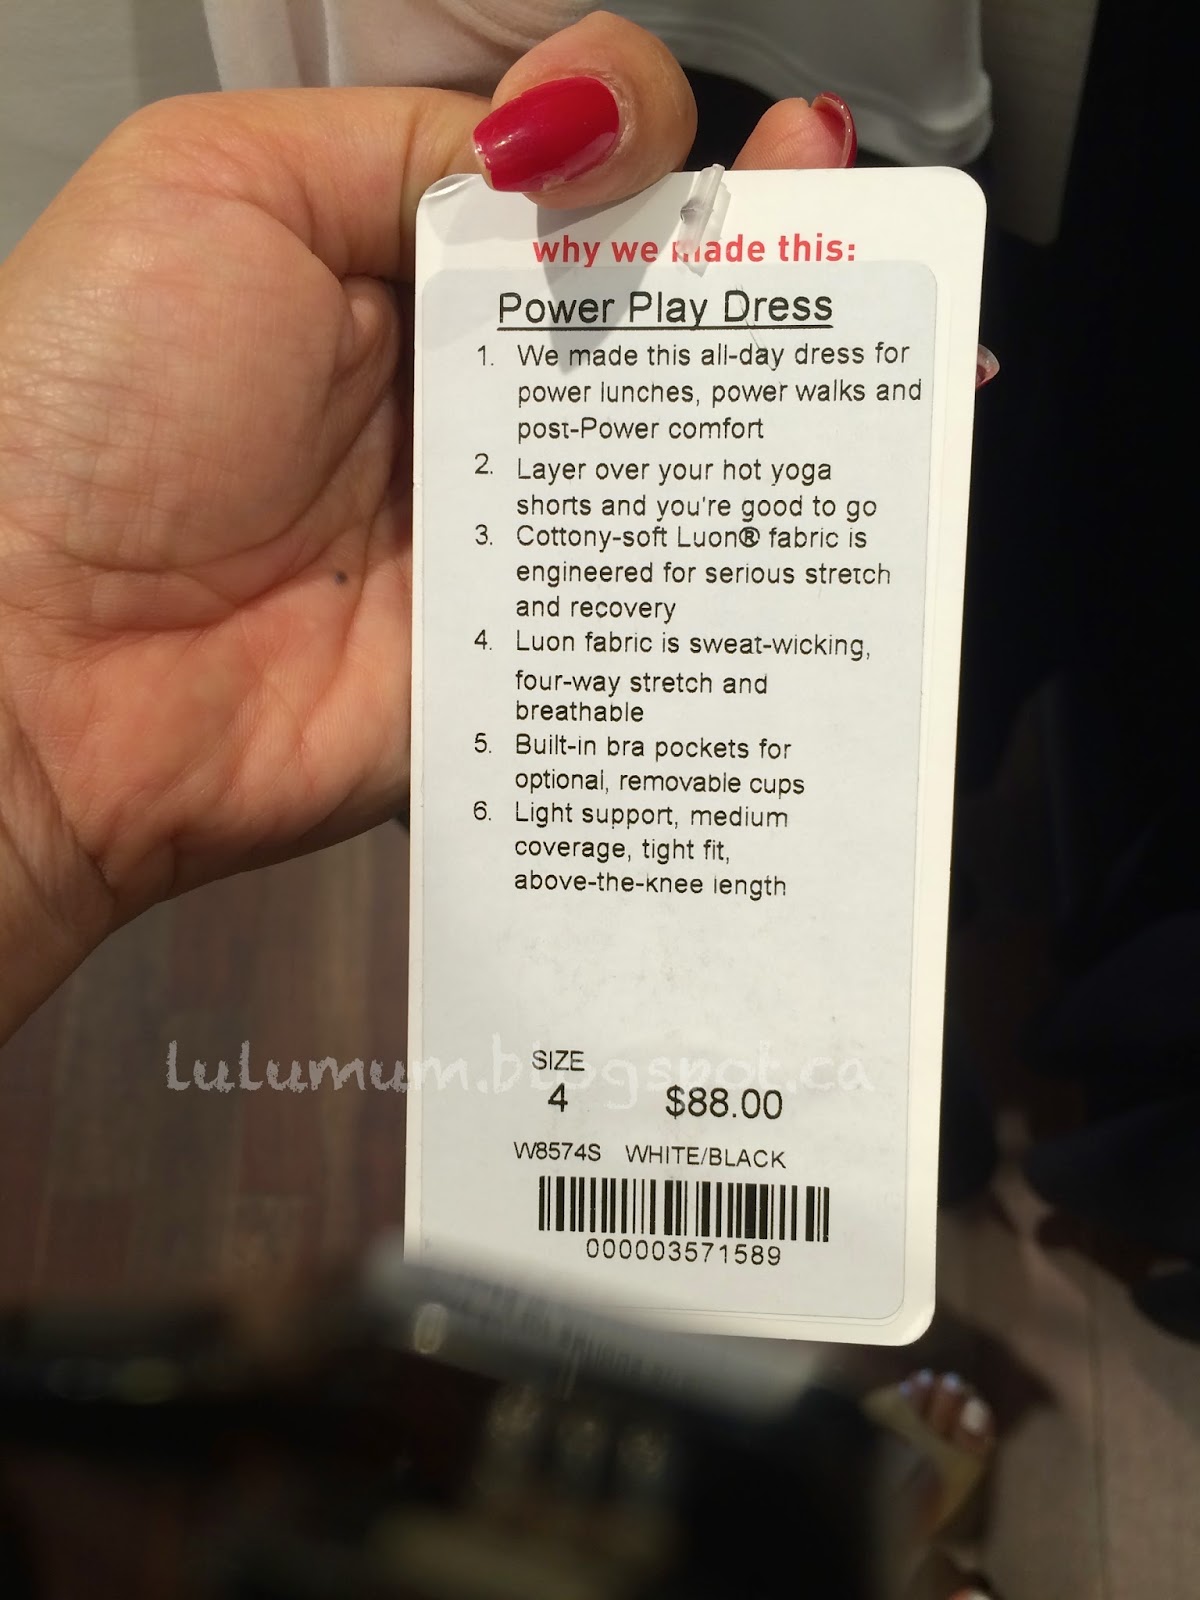 why we made this:
Power Play Dress
1. We made this all-day dress for
power lunches, power walks and
post-Power comfort
2. Layer over your hot yoga
shorts and you're good to go
3. Cottony-soft Luon® fabric is
engineered for serious stretch
and recovery
4. Luon fabric is sweat-wicking,
four-way stretch and
breathable
5. Built-in bra pockets for
optional, removable cups
6. Light support, medium
coverage, tight fit,
above-the-knee length
lulumum.blogspot.ca
SIZE
4 $88.00
W8574S WHITE/BLACK
000003571589